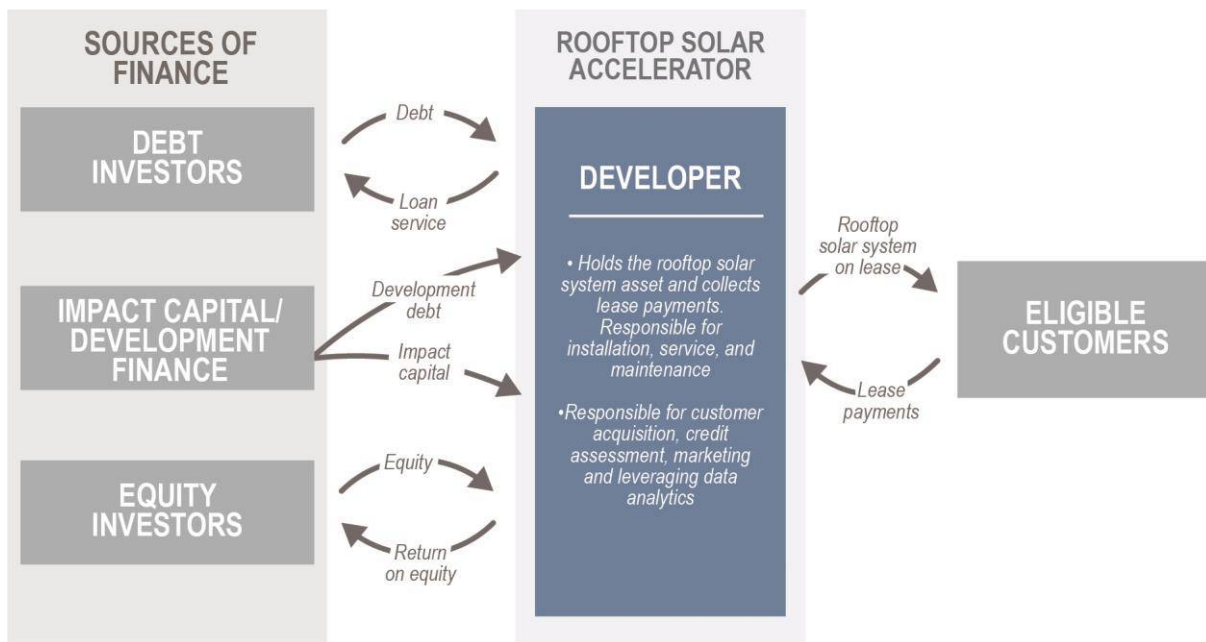 SOURCES OF
FINANCE
DEBT
INVESTORS
IMPACT CAPITAL/
DEVELOPMENT
FINANCE
EQUITY
INVESTORS
Debt
Loan
service
Development
debt
Impact
capital
Equity
Return
on equity
ROOFTOP SOLAR
ACCELERATOR
DEVELOPER
• Holds the rooftop solar
system asset and collects
lease payments.
Responsible for
installation, service, and
maintenance
•Responsible for customer
acquisition, credit
assessment, marketing
and leveraging data
analytics
Rooftop
solar system
on lease
Lease
payments
ELIGIBLE
CUSTOMERS